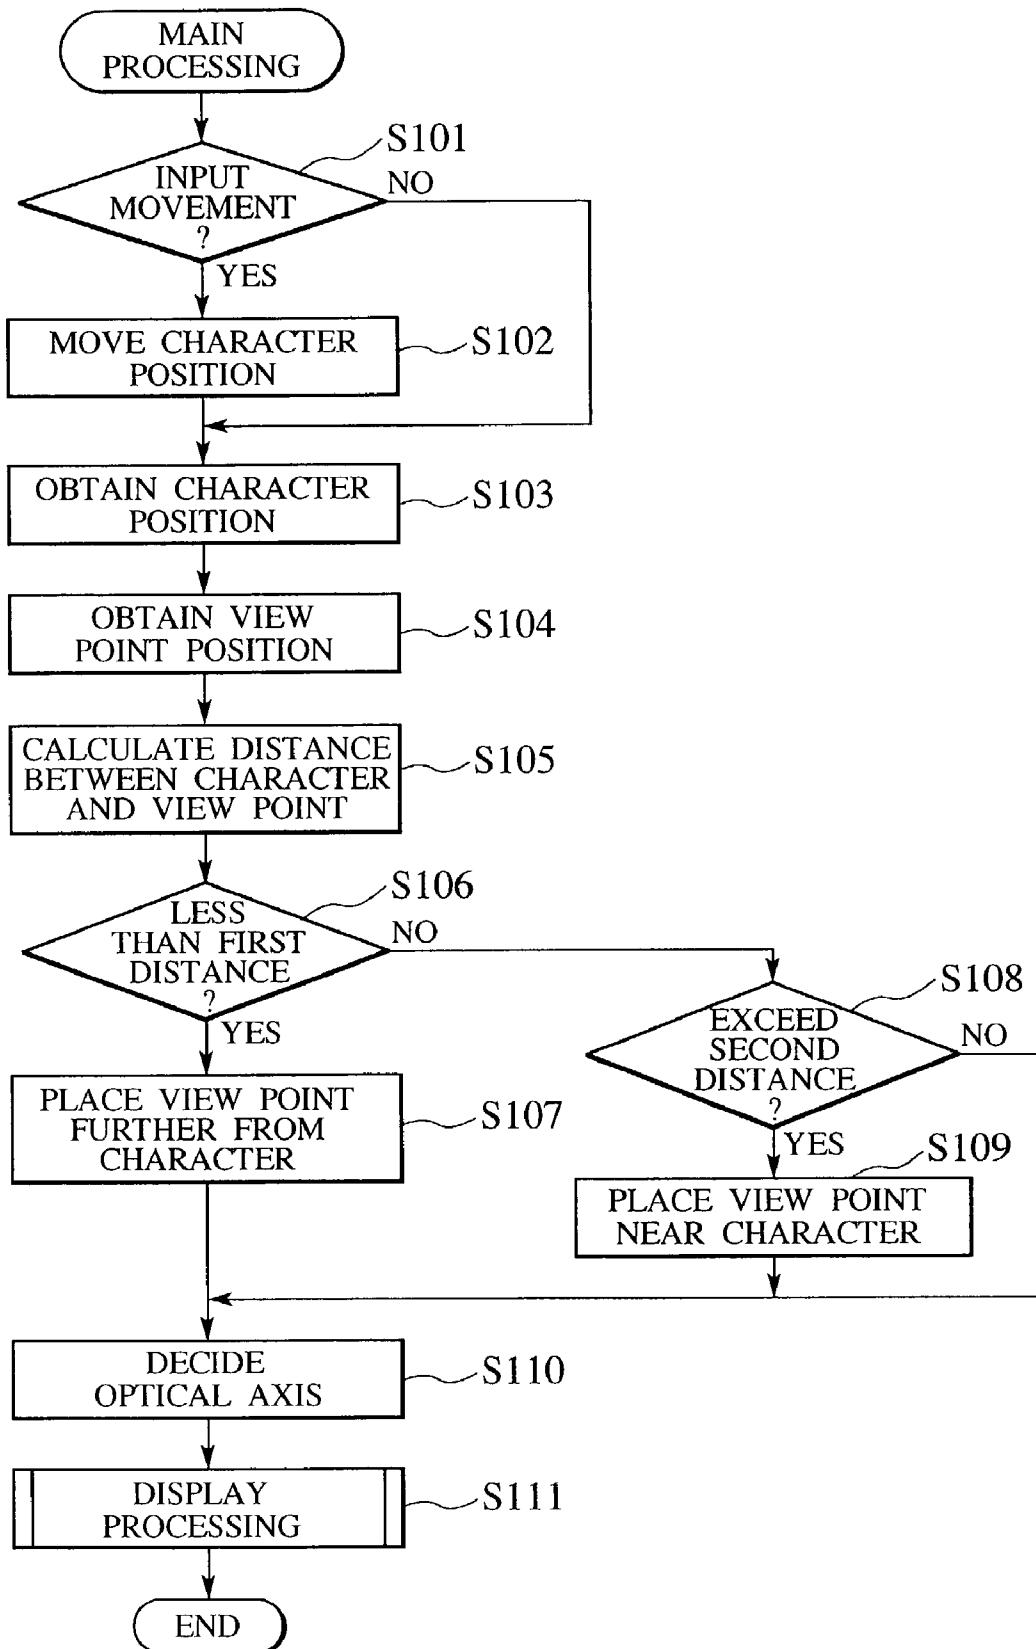 MAIN
PROCESSING
S101
INPUT
MOVEMENT
?
NO
YES
MOVE CHARACTER
POSITION
S102
OBTAIN CHARACTER
POSITION
S103
OBTAIN VIEW
POINT POSITION
S104
CALCULATE DISTANCE
BETWEEN CHARACTER
AND VIEW POINT
S105
S106
LESS
THAN FIRST
DISTANCE
?
NO
YES
PLACE VIEW POINT
FURTHER FROM
CHARACTER
S107
S108
EXCEED
SECOND
DISTANCE
?
NO
YES
S109
PLACE VIEW POINT
NEAR CHARACTER
DECIDE
OPTICAL AXIS
S110
DISPLAY
PROCESSING
S111
END